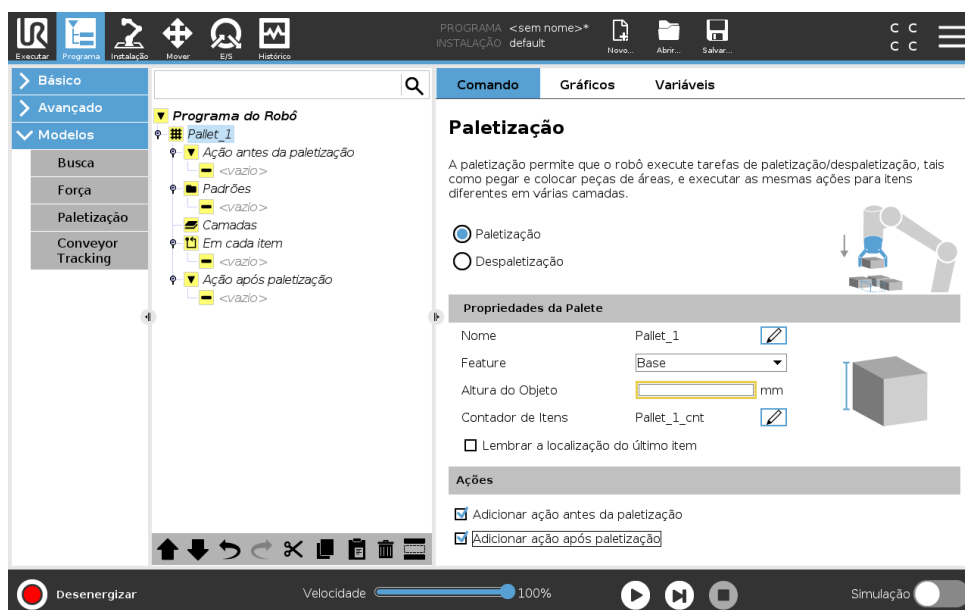 UR
PROGRAMA <sem nome>*
INSTALAÇÃO default
C C
C C
Executar
Programa
Instalação
Mover
E/S
Histórico
Novo...
Abrir...
Salvar...
Básico
Avançado
Modelos
Busca
Força
Paletização
Conveyor
Tracking
Programa do Robô
Pallet_1
Ação antes da paletização
<vazio>
Padrões
<vazio>
Camadas
Em cada item
<vazio>
Ação após paletização
<vazio>
Comando
Gráficos
Variáveis
Paletização
A paletização permite que o robô execute tarefas de paletização/despaletização, tais
como pegar e colocar peças de áreas, e executar as mesmas ações para itens
diferentes em várias camadas.
Paletização
Despaletização
Propriedades da Palete
Nome Pallet_1
Feature Base
Altura do Objeto mm
Contador de Itens Pallet_1_cnt
Lembrar a localização do último item
Ações
Adicionar ação antes da paletização
Adicionar ação após paletização
Desenergizar
Velocidade 100%
Simulação